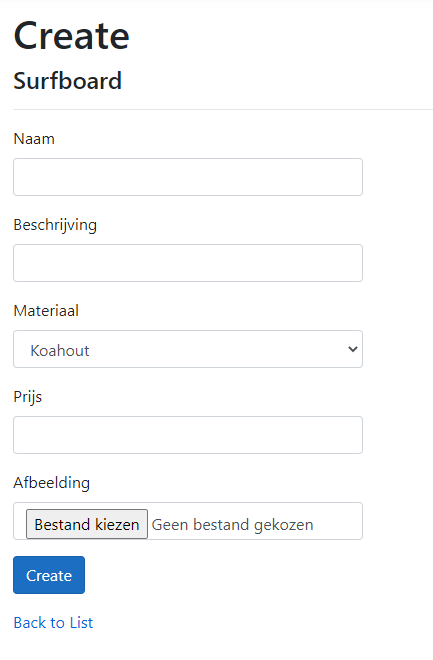 Create
Surfboard
Naam
Beschrijving
Materiaal
Koahout
Prijs
Afbeelding
Bestand kiezen Geen bestand gekozen
Create
Back to List